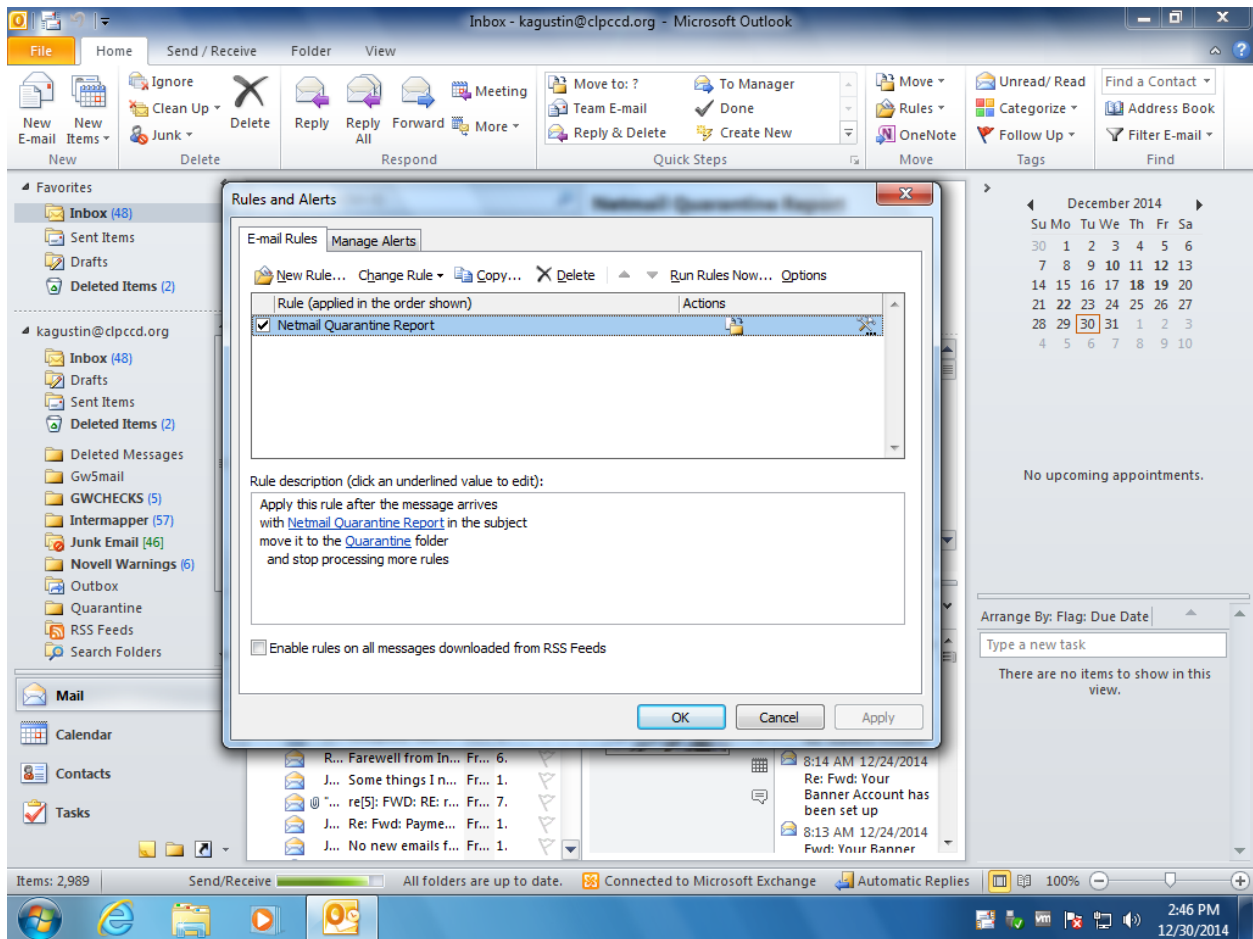 Inbox - kagustin@clpccd.org - Microsoft Outlook
File Home Send / Receive Folder View
New E-mail
New Items
New
Ignore
Clean Up
Junk
Delete
Delete
Reply
Reply All
Forward
Meeting
More
Respond
Move to: ?
Team E-mail
Reply & Delete
To Manager
Done
Create New
Quick Steps
Move
Rules
OneNote
Move
Unread/ Read
Categorize
Follow Up
Tags
Find a Contact
Address Book
Filter E-mail
Find
Favorites
Inbox (48)
Sent Items
Drafts
Deleted Items (2)
kagustin@clpccd.org
Inbox (48)
Drafts
Sent Items
Deleted Items (2)
Deleted Messages
Gw5mail
GWCHECKS (5)
Intermapper (57)
Junk Email [46]
Novell Warnings (6)
Outbox
Quarantine
RSS Feeds
Search Folders
Mail
Calendar
Contacts
Tasks
Rules and Alerts
E-mail Rules Manage Alerts
New Rule... Change Rule Copy... Delete Run Rules Now... Options
Rule (applied in the order shown) Actions
Netmail Quarantine Report
Rule description (click an underlined value to edit):
Apply this rule after the message arrives
with Netmail Quarantine Report in the subject
move it to the Quarantine folder
and stop processing more rules
Enable rules on all messages downloaded from RSS Feeds
OK Cancel Apply
R... Farewell from In... Fr... 6.
J... Some things I n... Fr... 1.
"... re[5]: FWD: RE: r... Fr... 7.
J... Re: Fwd: Payme... Fr... 1.
J... No new emails f... Fr... 1.
8:14 AM 12/24/2014
Re: Fwd: Your
Banner Account has
been set up
8:13 AM 12/24/2014
Fwd: Your Banner
December 2014
Su Mo Tu We Th Fr Sa
30 1 2 3 4 5 6
7 8 9 10 11 12 13
14 15 16 17 18 19 20
21 22 23 24 25 26 27
28 29 30 31 1 2 3
4 5 6 7 8 9 10
No upcoming appointments.
Arrange By: Flag: Due Date
Type a new task
There are no items to show in this
view.
Items: 2,989 Send/Receive All folders are up to date. Connected to Microsoft Exchange Automatic Replies 100%
2:46 PM
12/30/2014